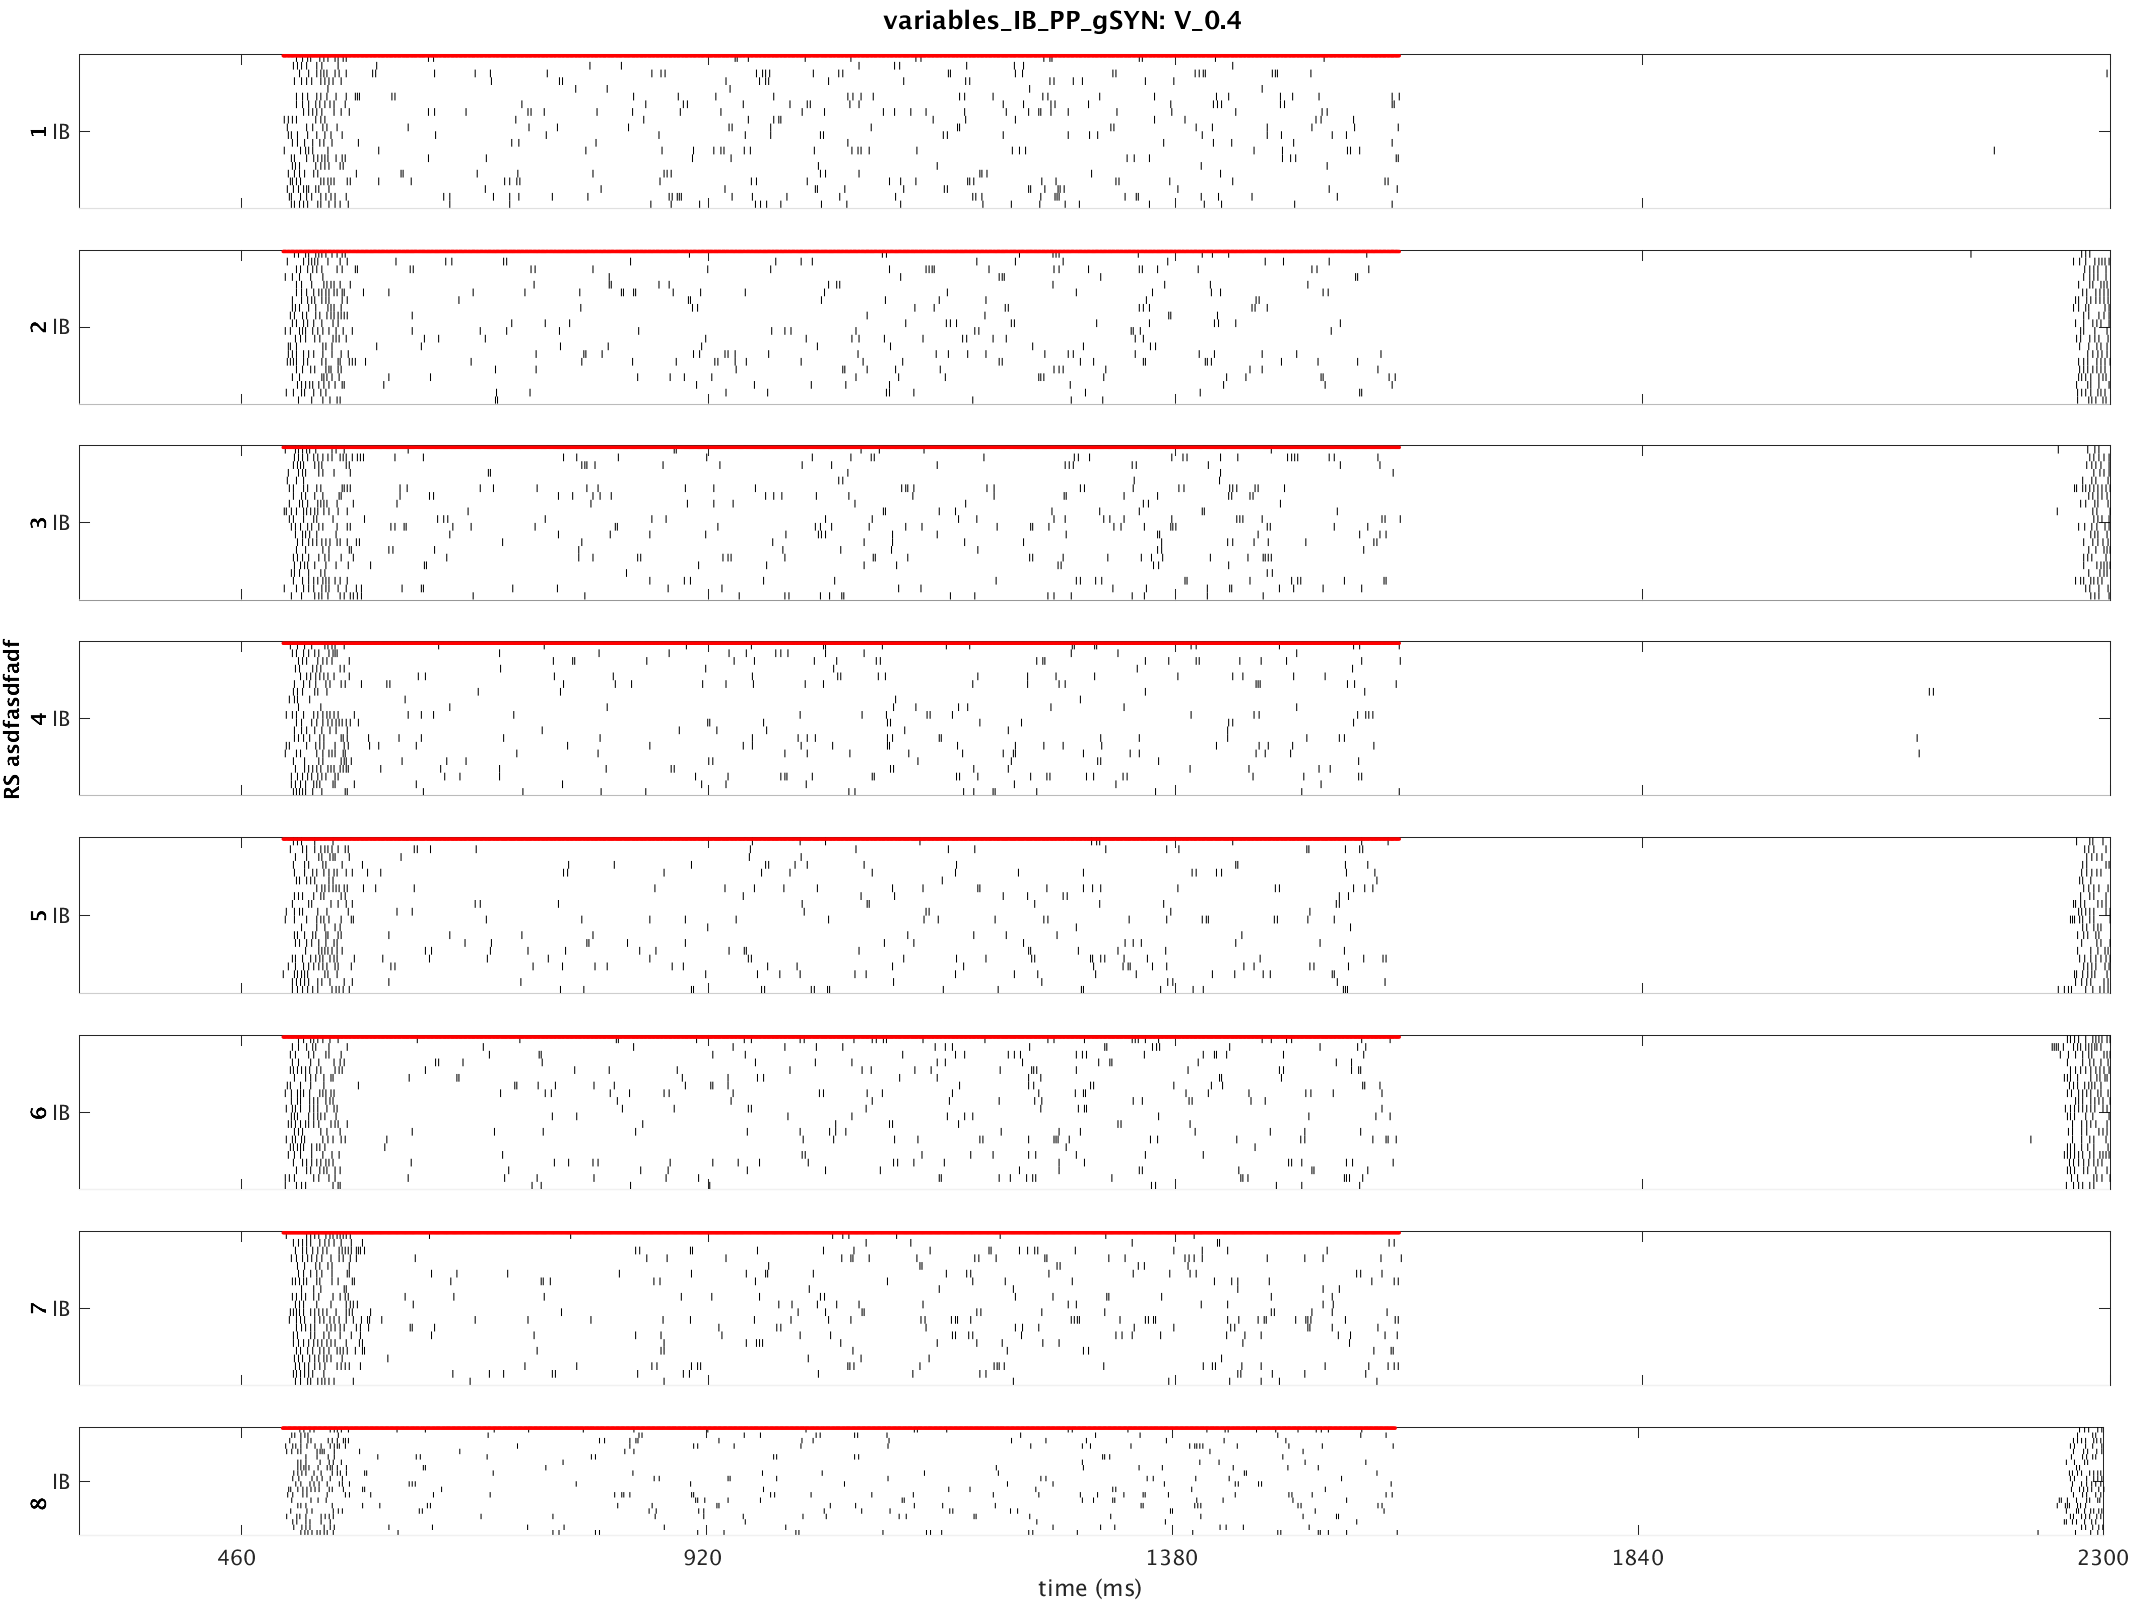 variables_IB_PP_gSYN: V_0.4
RS asdfasdfadf
1 IB
2 IB
3 IB
4 IB
5 IB
6 IB
7 IB
8 IB
460 920 1380 1840 2300
time (ms)